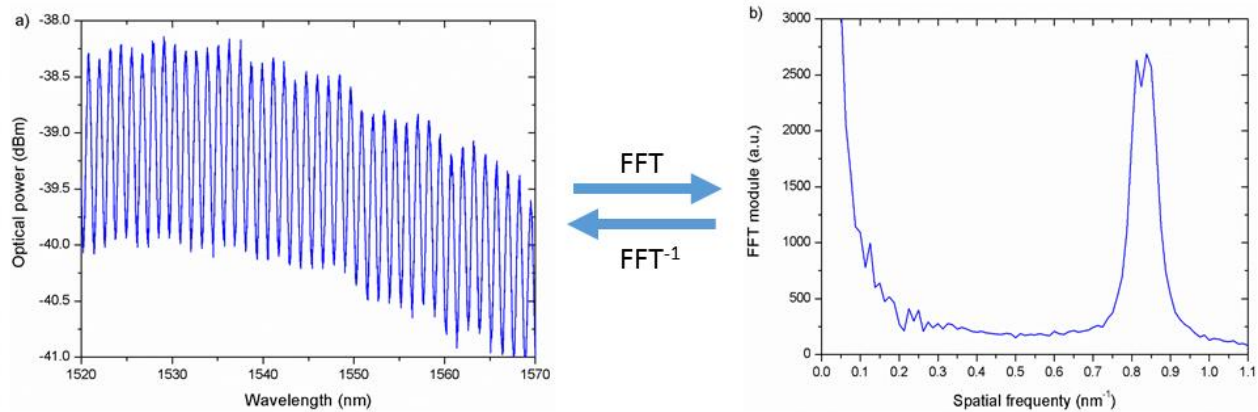 a)
-38.0
-38.5
-39.0
-39.5
-40.0
-40.5
-41.0
Optical power (dBm)
1520 1530 1540 1550 1560 1570
Wavelength (nm)
FFT
FFT-1
b)
3000
2500
2000
1500
1000
500
0
FFT module (a.u.)
0.0 0.1 0.2 0.3 0.4 0.5 0.6 0.7 0.8 0.9 1.0 1.1
Spatial frequenty (nm-1)